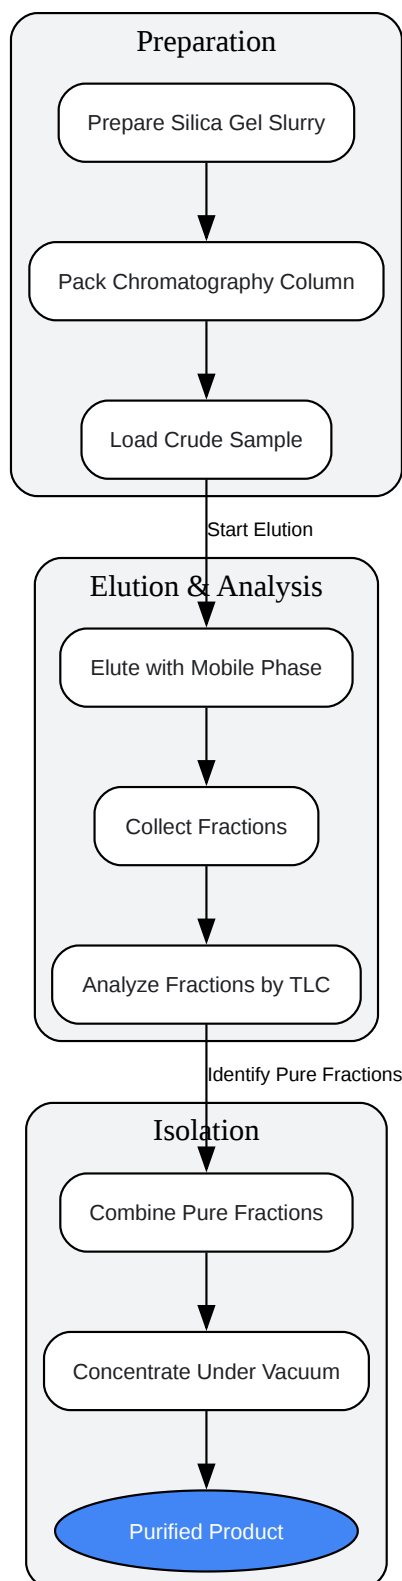 Preparation
Prepare Silica Gel Slurry
Pack Chromatography Column
Load Crude Sample
Start Elution
Elution & Analysis
Elute with Mobile Phase
Collect Fractions
Analyze Fractions by TLC
Identify Pure Fractions
Isolation
Combine Pure Fractions
Concentrate Under Vacuum
Purified Product